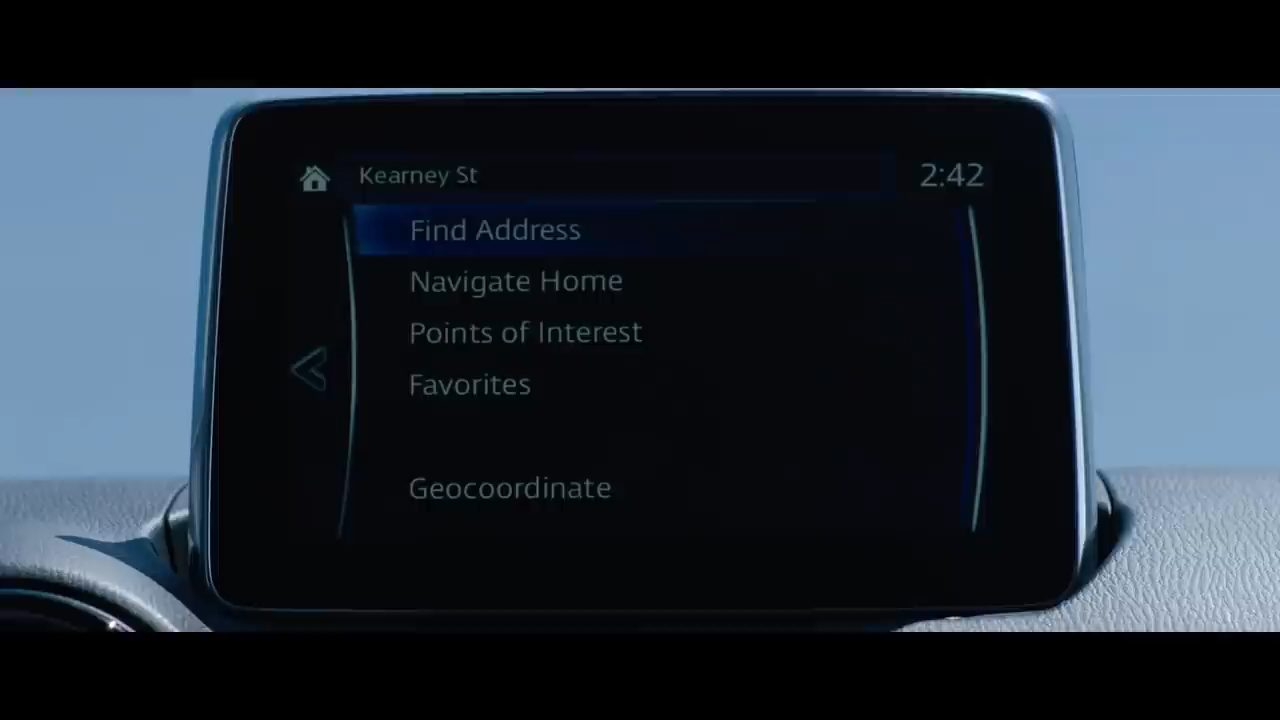 Kearney St 2:42
Find Address
Navigate Home
Points of Interest
Favorites
Geocoordinate